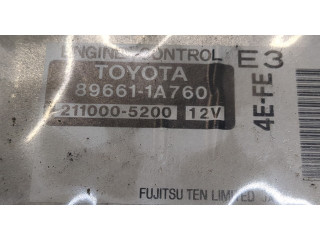 ENGINE CONTROL E3
TOYOTA
89661-1A760
211000-5200 12V
4E-FE
FUJITSU TEN LIMITED